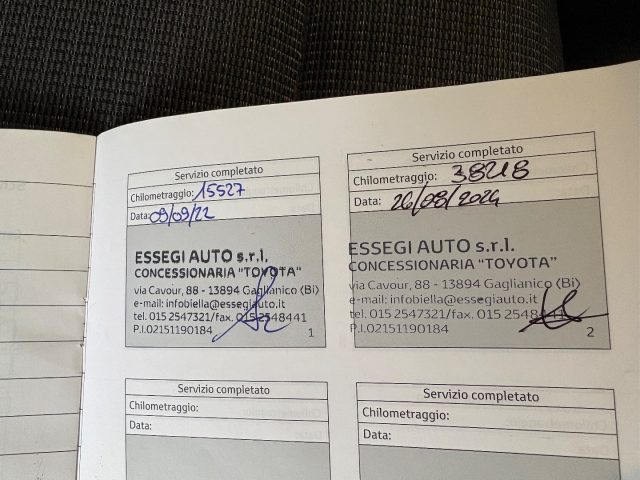 Servizio completato
Chilometraggio: 15527
Data: 09/09/22
ESSEGI AUTO s.r.l.
CONCESSIONARIA "TOYOTA"
via Cavour, 88 - 13894 Gaglianico (Bi)
e-mail: infobiella@essegiauto.it
tel. 015 2547321/fax. 015 2548441
P.I.02151190184
1
Servizio completato
Chilometraggio: 38218
Data: 26/08/2024
ESSEGI AUTO s.r.l.
CONCESSIONARIA "TOYOTA"
via Cavour, 88 - 13894 Gaglianico (Bi)
e-mail: infobiella@essegiauto.it
tel. 015 2547321/fax. 015 2548441
P.I.02151190184
2
Servizio completato
Chilometraggio:
Data:
Servizio completato
Chilometraggio:
Data: